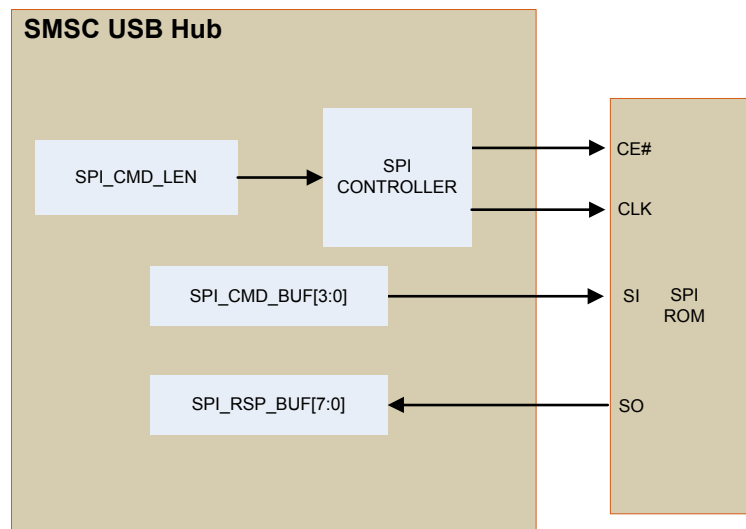 SMSC USB Hub
SPI_CMD_LEN
SPI
CONTROLLER
CE#
CLK
SPI_CMD_BUF[3:0]
SI
SPI
ROM
SPI_RSP_BUF[7:0]
SO